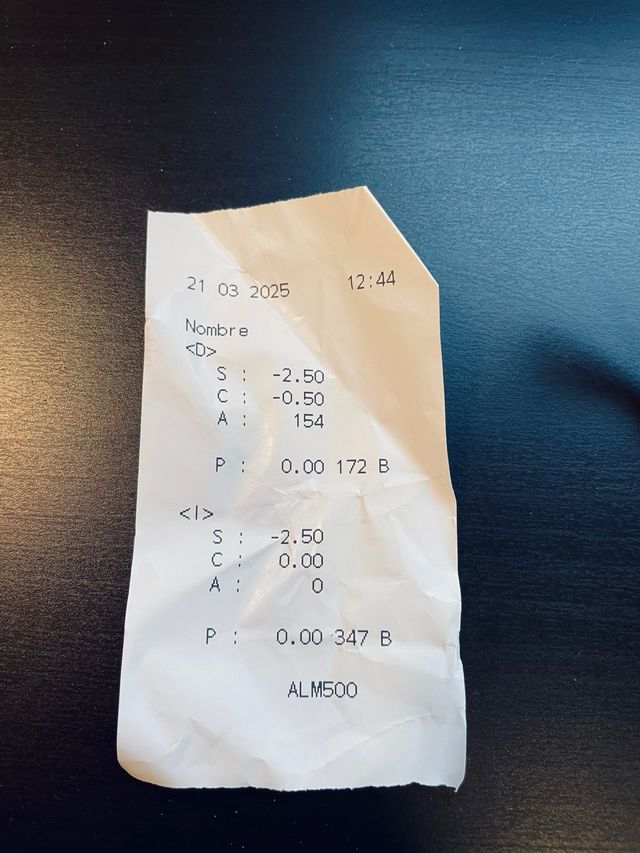 21 03 2025 12:44
Nombre
<D>
S : -2.50
C : -0.50
A : 154
P : 0.00 172 B
<I>
S : -2.50
C : 0.00
A : 0
P : 0.00 347 B
ALM500